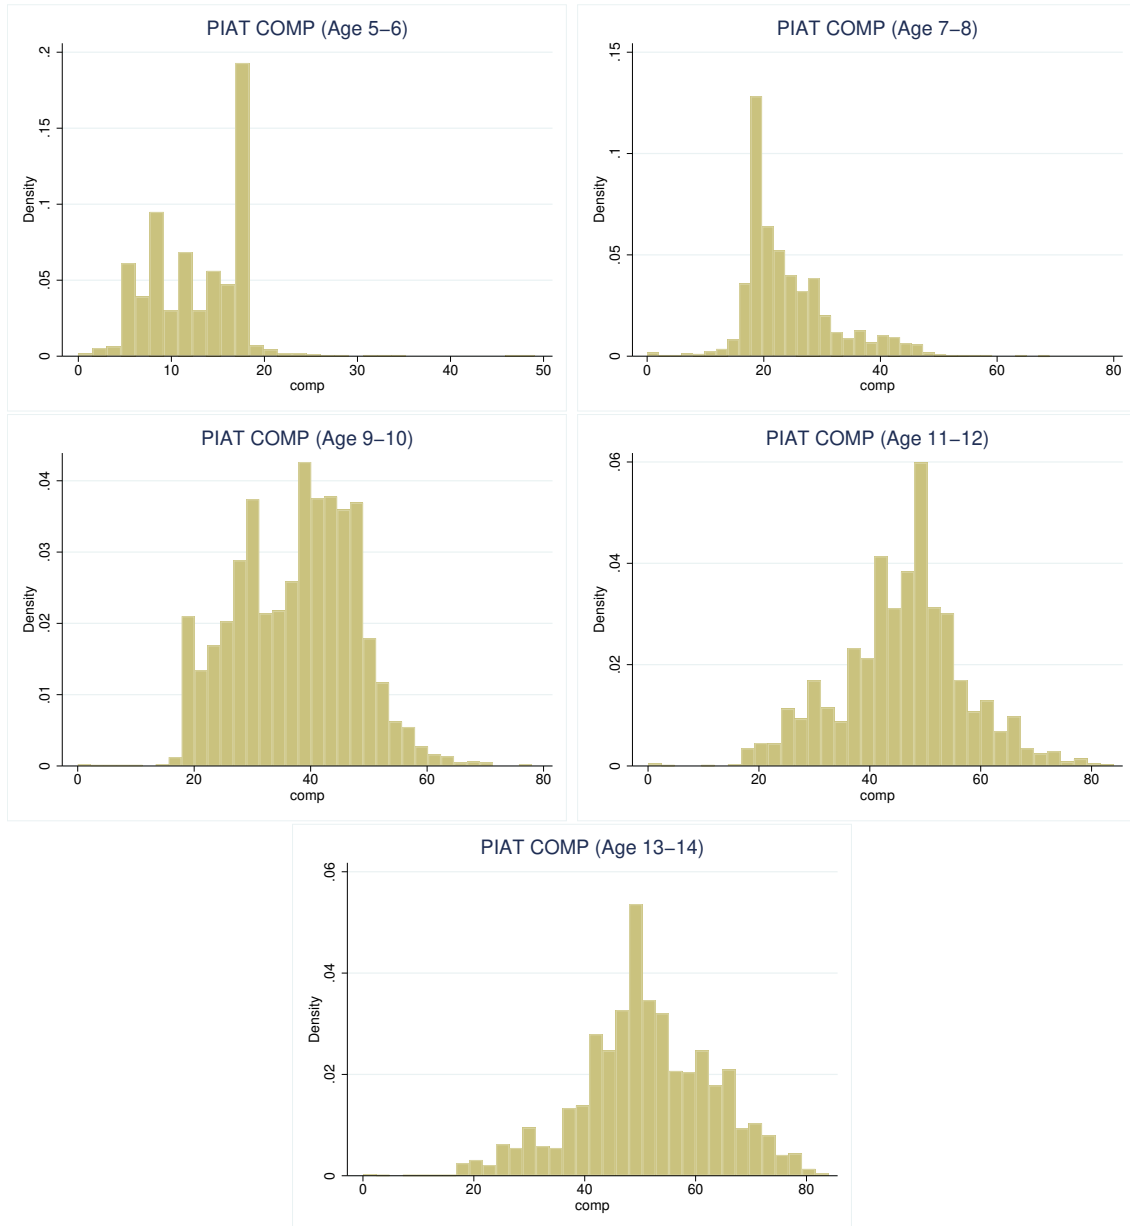 PIAT COMP (Age 5–6)
.2
.15
.1
.05
0
Density
0 10 20 30 40 50
comp
PIAT COMP (Age 7–8)
.15
.1
.05
0
Density
0 20 40 60 80
comp
PIAT COMP (Age 9–10)
.04
.03
.02
.01
0
Density
0 20 40 60 80
comp
PIAT COMP (Age 11–12)
.06
.04
.02
0
Density
0 20 40 60 80
comp
PIAT COMP (Age 13–14)
.06
.04
.02
0
Density
0 20 40 60 80
comp